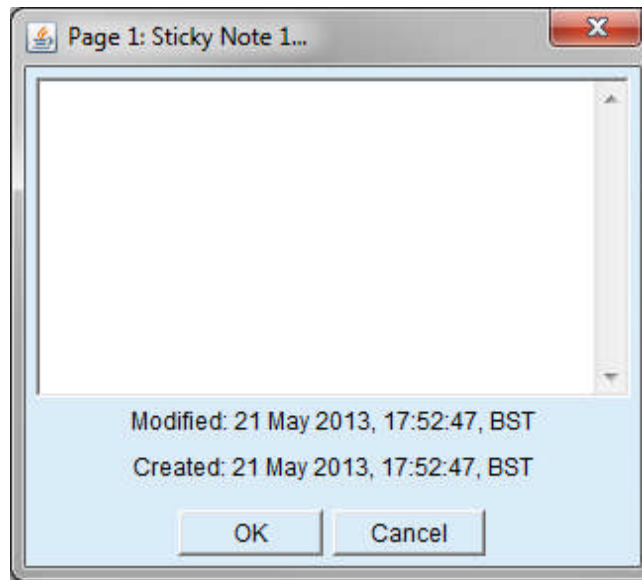 Page 1: Sticky Note 1...
Modified: 21 May 2013, 17:52:47, BST
Created: 21 May 2013, 17:52:47, BST
OK Cancel